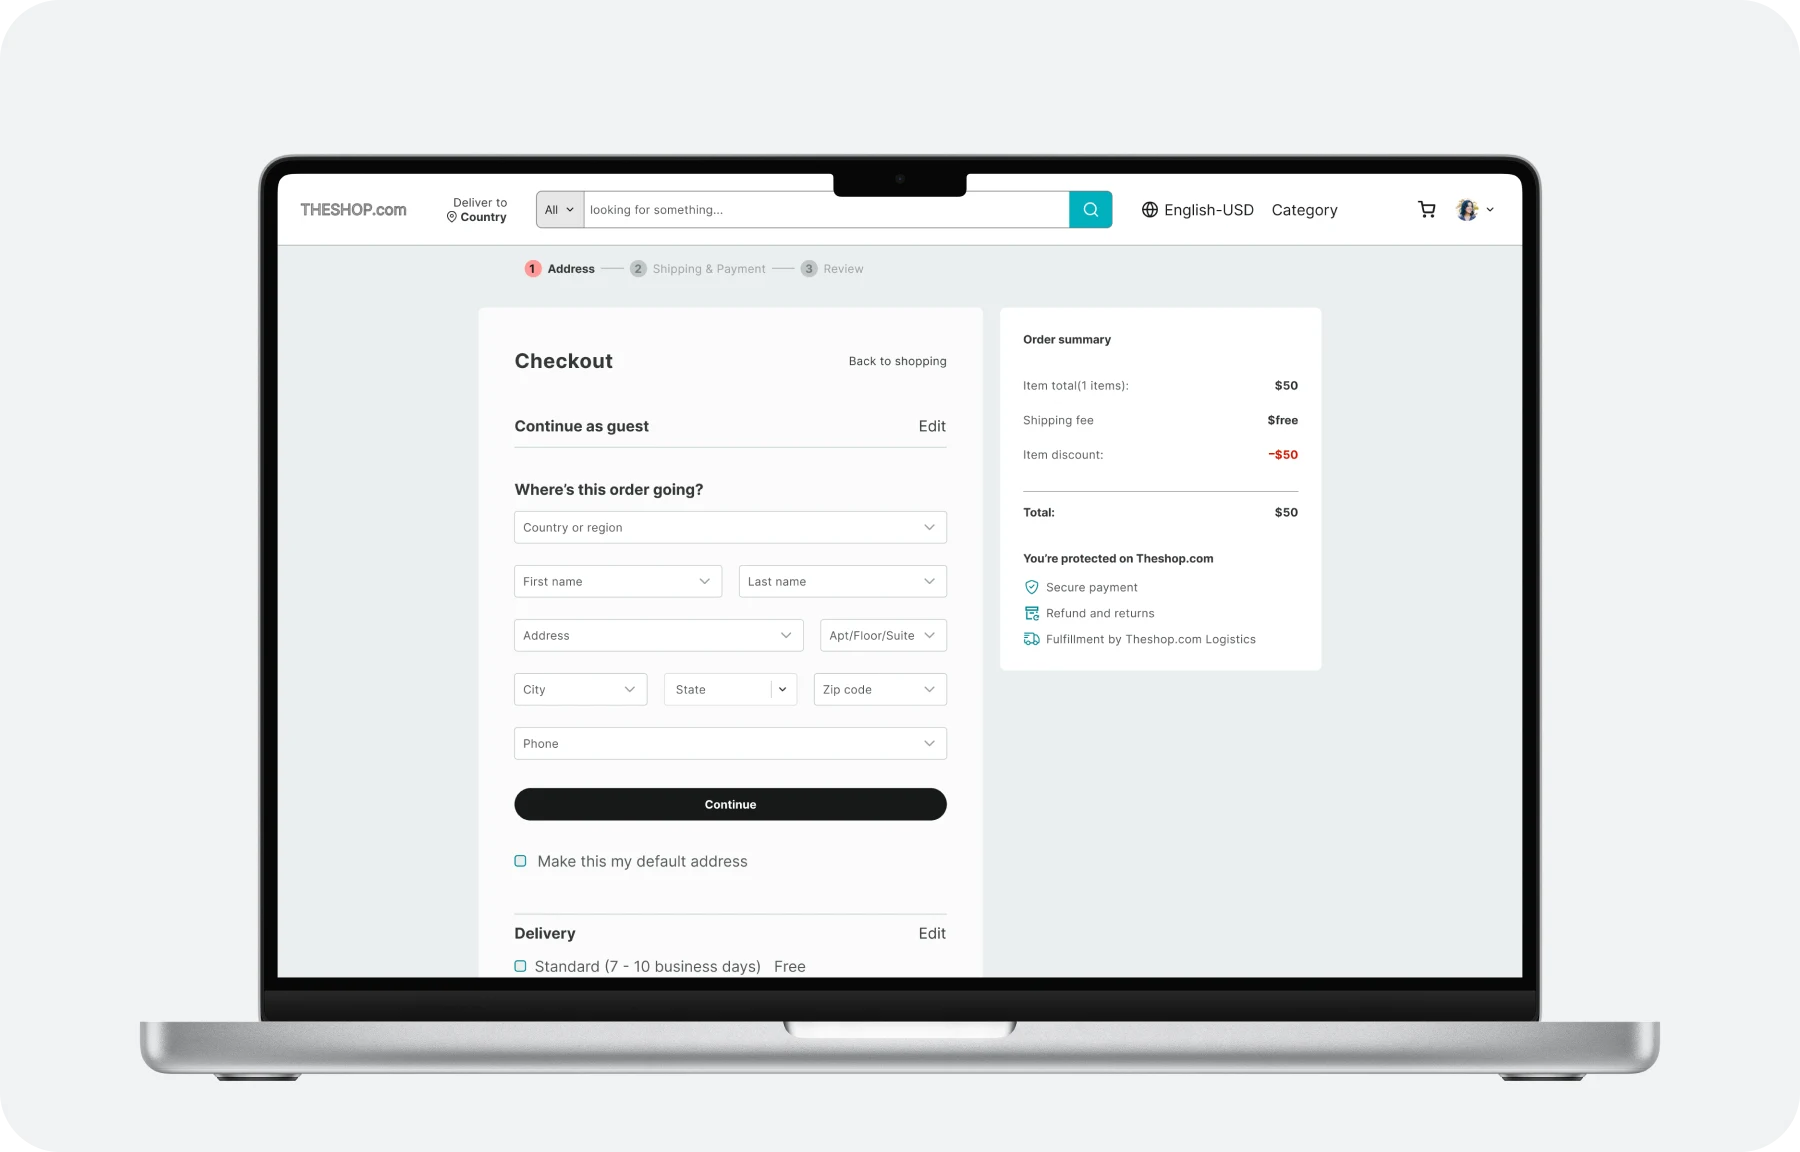 THESHOP.com
Deliver to
Country
All
looking for something...
English-USD
Category
1 Address
2 Shipping & Payment
3 Review
Checkout
Back to shopping
Continue as guest
Edit
Where's this order going?
Country or region
First name
Last name
Address
Apt/Floor/Suite
City
State
Zip code
Phone
Continue
Make this my default address
Delivery
Edit
Standard (7 - 10 business days) Free
Order summary
Item total(1 items): $50
Shipping fee $free
Item discount: -$50
Total: $50
You're protected on Theshop.com
Secure payment
Refund and returns
Fulfillment by Theshop.com Logistics